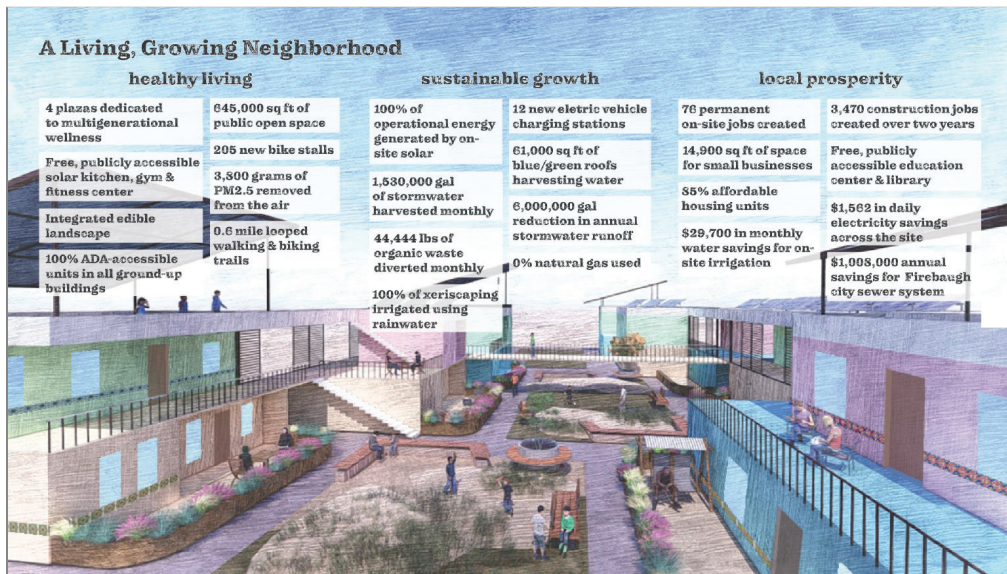 A Living, Growing Neighborhood
healthy living
4 plazas dedicated
to multigenerational
wellness
Free, publicly accessible
solar kitchen, gym &
fitness center
Integrated edible
landscape
100% ADA-accessible
units in all ground-up
buildings
645,000 sq ft of
public open space
205 new bike stalls
3,800 grams of
PM2.5 removed
from the air
0.6 mile looped
walking & biking
trails
sustainable growth
100% of
operational energy
generated by on-
site solar
1,530,000 gal
of stormwater
harvested monthly
44,444 lbs of
organic waste
diverted monthly
100% of xeriscaping
irrigated using
rainwater
12 new eletric vehicle
charging stations
61,000 sq ft of
blue/green roofs
harvesting water
6,000,000 gal
reduction in annual
stormwater runoff
0% natural gas used
local prosperity
76 permanent
on-site jobs created
14,900 sq ft of space
for small businesses
85% affordable
housing units
$29,700 in monthly
water savings for on-
site irrigation
3,470 construction jobs
created over two years
Free, publicly
accessible education
center & library
$1,562 in daily
electricity savings
across the site
$1,008,000 annual
savings for Firebaugh
city sewer system